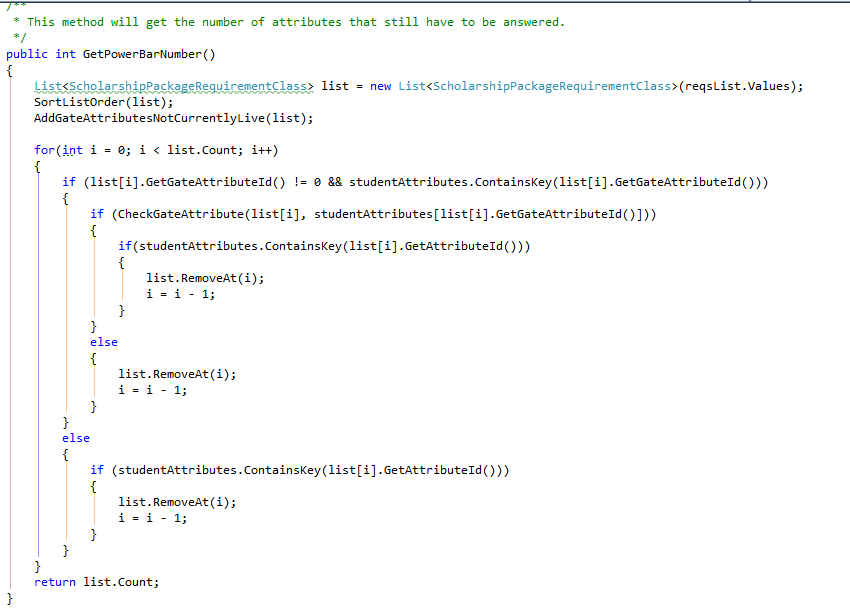 /**
 * This method will get the number of attributes that still have to be answered.
 */
public int GetPowerBarNumber()
{
    List<ScholarshipPackageRequirementClass> list = new List<ScholarshipPackageRequirementClass>(reqsList.Values);
    SortListOrder(list);
    AddGateAttributesNotCurrentlyLive(list);

    for(int i = 0; i < list.Count; i++)
    {
        if (list[i].GetGateAttributeId() != 0 && studentAttributes.ContainsKey(list[i].GetGateAttributeId()))
        {
            if (CheckGateAttribute(list[i], studentAttributes[list[i].GetGateAttributeId()]))
            {
                if(studentAttributes.ContainsKey(list[i].GetAttributeId()))
                {
                    list.RemoveAt(i);
                    i = i - 1;
                }
            }
            else
            {
                list.RemoveAt(i);
                i = i - 1;
            }
        }
        else
        {
            if (studentAttributes.ContainsKey(list[i].GetAttributeId()))
            {
                list.RemoveAt(i);
                i = i - 1;
            }
        }
    }
    return list.Count;
}